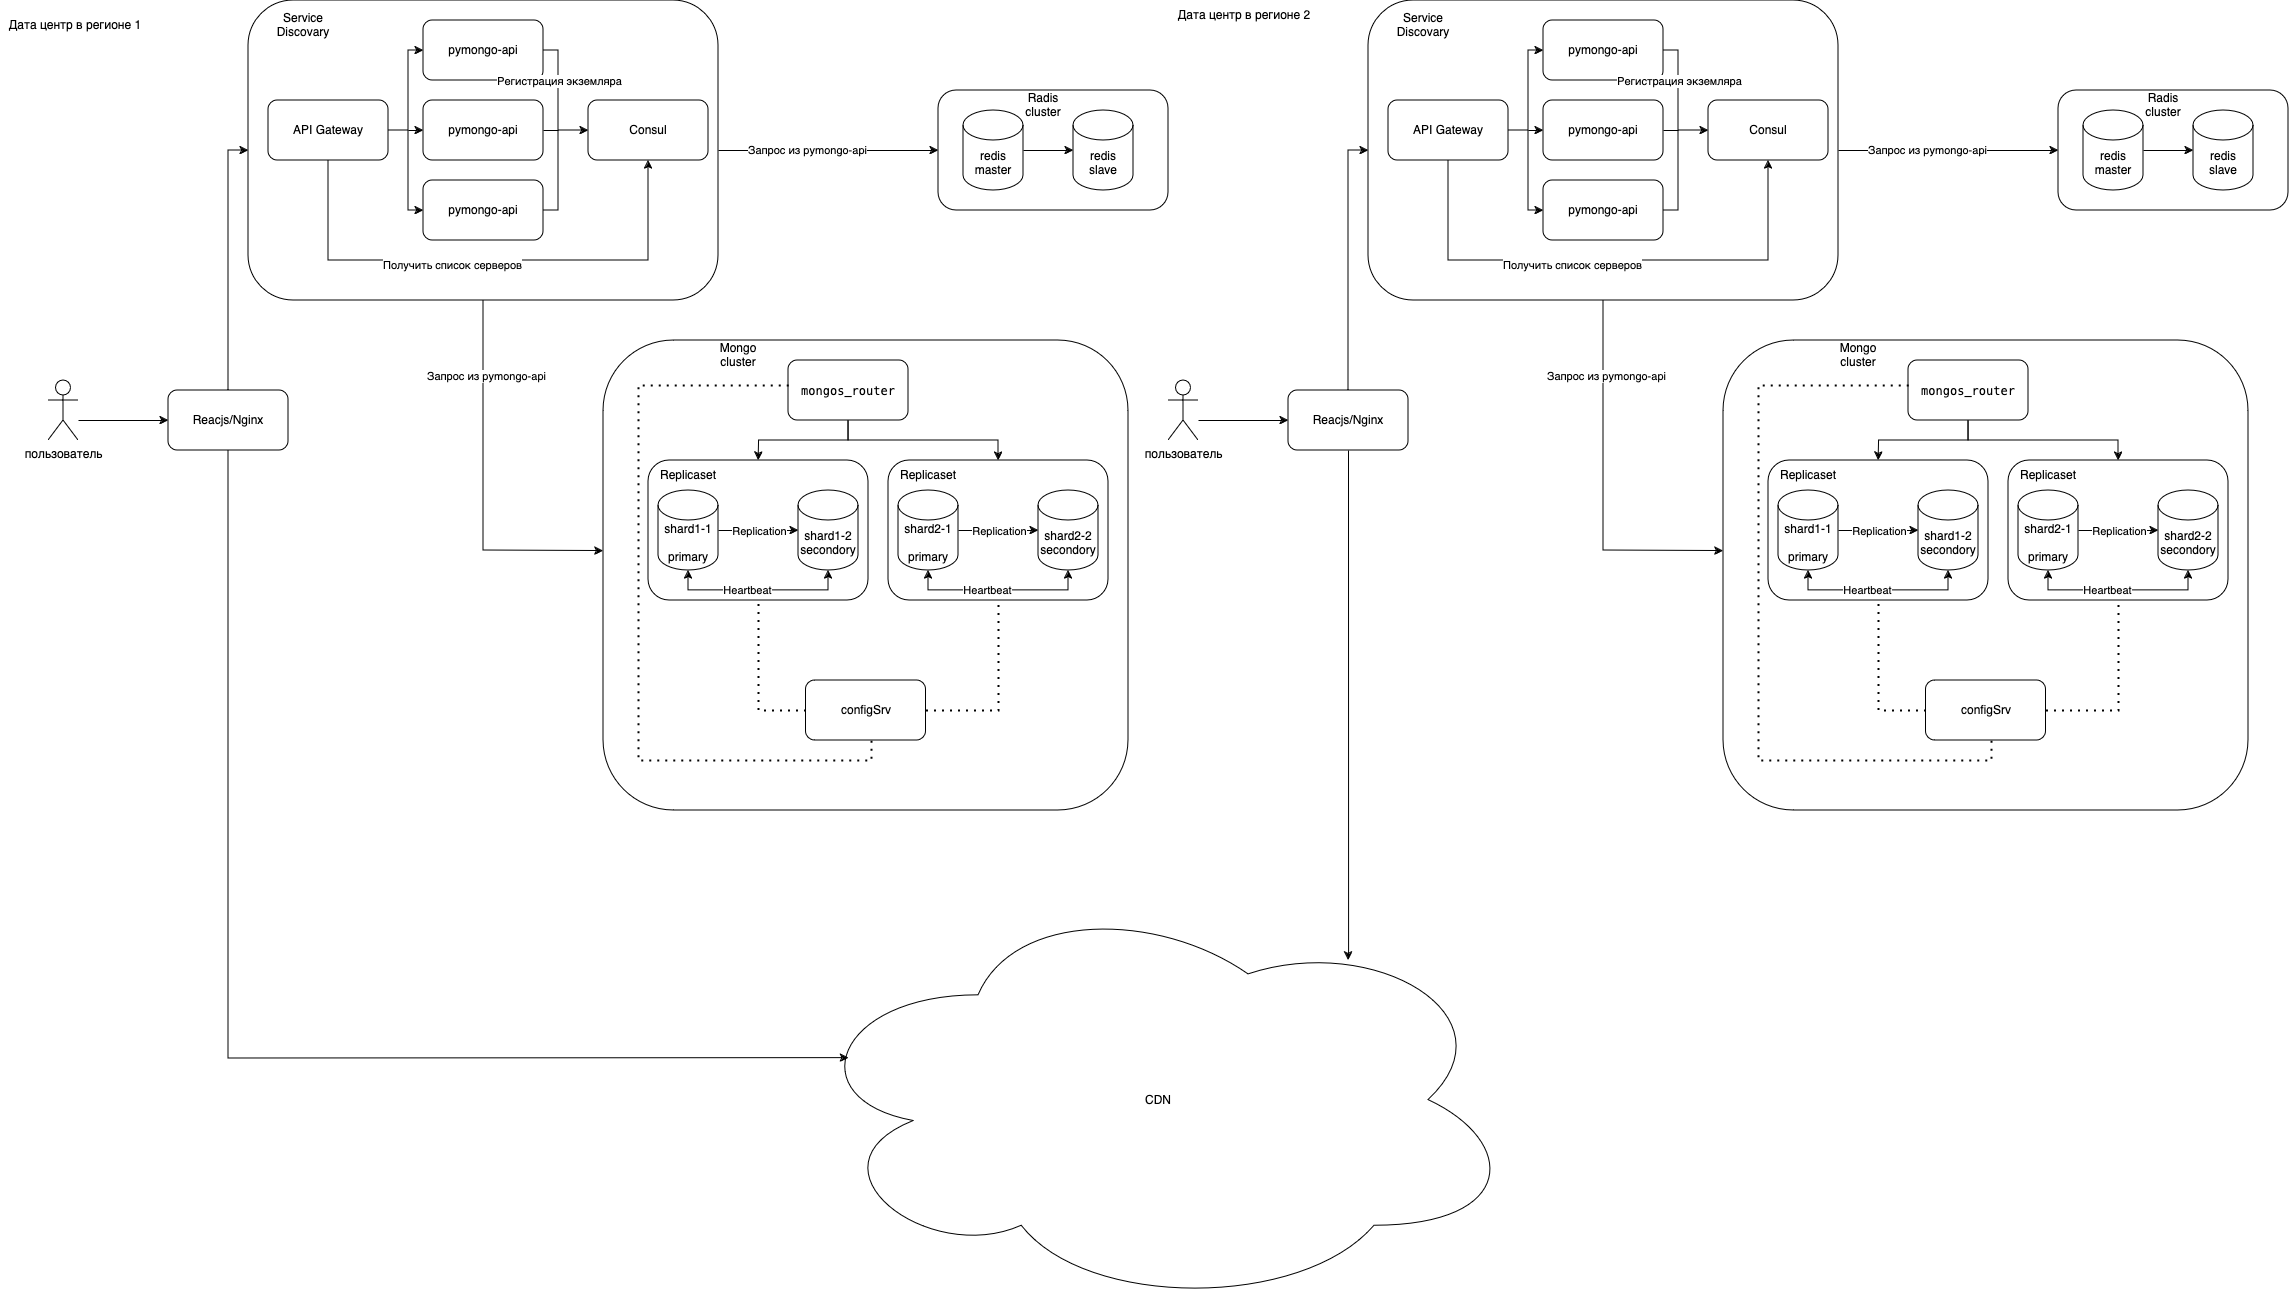 Дата центр в регионе 1
Service
Discovary
pymongo-api
Регистрация экземляра
API Gateway
pymongo-api
Consul
pymongo-api
Получить список серверов
Запрос из pymongo-api
Radis
cluster
redis
master
redis
slave
Запрос из pymongo-api
пользователь
Reacjs/Nginx
Mongo
cluster
mongos_router
Replicaset
shard1-1
primary
Replication
shard1-2
secondory
Heartbeat
Replicaset
shard2-1
primary
Replication
shard2-2
secondory
Heartbeat
configSrv
Дата центр в регионе 2
Service
Discovary
pymongo-api
Регистрация экземляра
API Gateway
pymongo-api
Consul
pymongo-api
Получить список серверов
Запрос из pymongo-api
Radis
cluster
redis
master
redis
slave
Запрос из pymongo-api
пользователь
Reacjs/Nginx
Mongo
cluster
mongos_router
Replicaset
shard1-1
primary
Replication
shard1-2
secondory
Heartbeat
Replicaset
shard2-1
primary
Replication
shard2-2
secondory
Heartbeat
configSrv
CDN